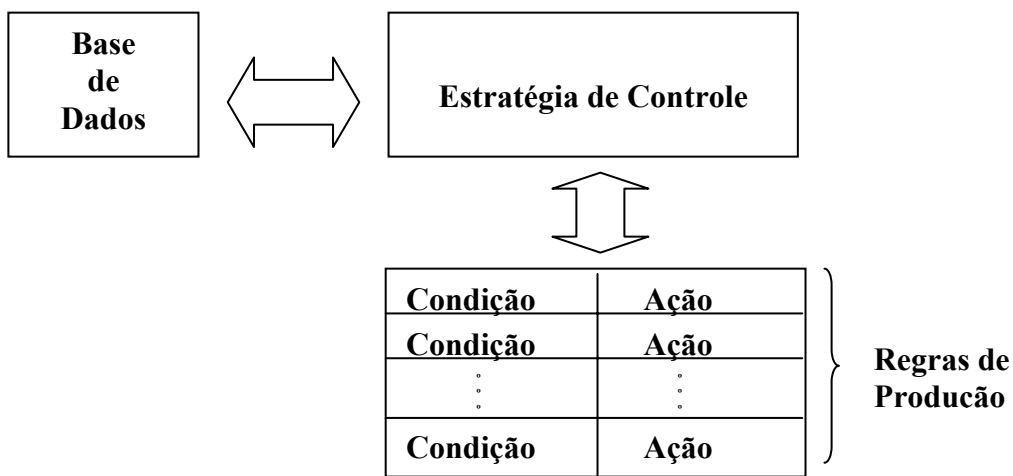 Base
de
Dados
Estratégia de Controle
Condição Ação
Condição Ação
Condição Ação
Regras de
Producão